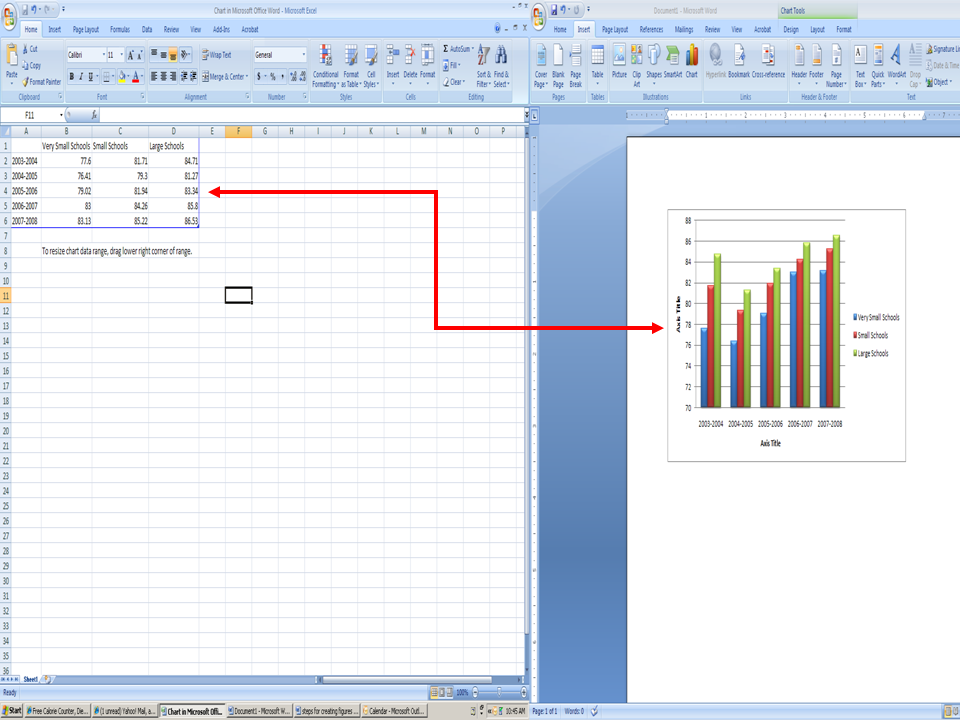 Chart in Microsoft Office Word - Microsoft Excel
Home Insert Page Layout Formulas Data Review View Add-Ins Acrobat
Cut
Copy
Format Painter
Paste
Calibri 11
Wrap Text
Merge & Center
General
Conditional Formatting
Format as Table
Cell Styles
Insert Delete Format
AutoSum
Fill
Clear
Sort & Filter
Find & Select
Clipboard Font Alignment Number Styles Cells Editing
F11
A B C D E F G H I J K L M N O P
1 Very Small Schools Small Schools Large Schools
2 2003-2004 77.6 81.71 84.71
3 2004-2005 76.41 79.3 81.27
4 2005-2006 79.02 81.94 83.34
5 2006-2007 83 84.26 85.8
6 2007-2008 83.13 85.22 86.53
7
8 To resize chart data range, drag lower right corner of range.
9
10
11
12
13
14
15
16
17
18
19
20
21
22
23
24
25
26
27
28
29
30
31
32
33
34
35
36
Sheet1
Ready
100%
Start
Free Calorie Counter, Die...
(1 unread) Yahoo! Mail, a...
Chart in Microsoft Offi...
Document1 - Microsoft W...
steps for creating figures ...
Calendar - Microsoft Outl...
10:45 AM
Document1 - Microsoft Word
Chart Tools
Home Insert Page Layout References Mailings Review View Acrobat Design Layout Format
Cover Page
Blank Page
Page Break
Table
Picture
Clip Art
Shapes
SmartArt
Chart
Hyperlink
Bookmark
Cross-reference
Header
Footer
Page Number
Text Box
Quick Parts
WordArt
Drop Cap
Signature Li
Date & Time
Object
Pages Tables Illustrations Links Header & Footer Text
88
86
84
82
80
78
76
74
72
70
Axis Title
2003-2004 2004-2005 2005-2006 2006-2007 2007-2008
Axis Title
Very Small Schools
Small Schools
Large Schools
Page: 1 of 1 Words: 0